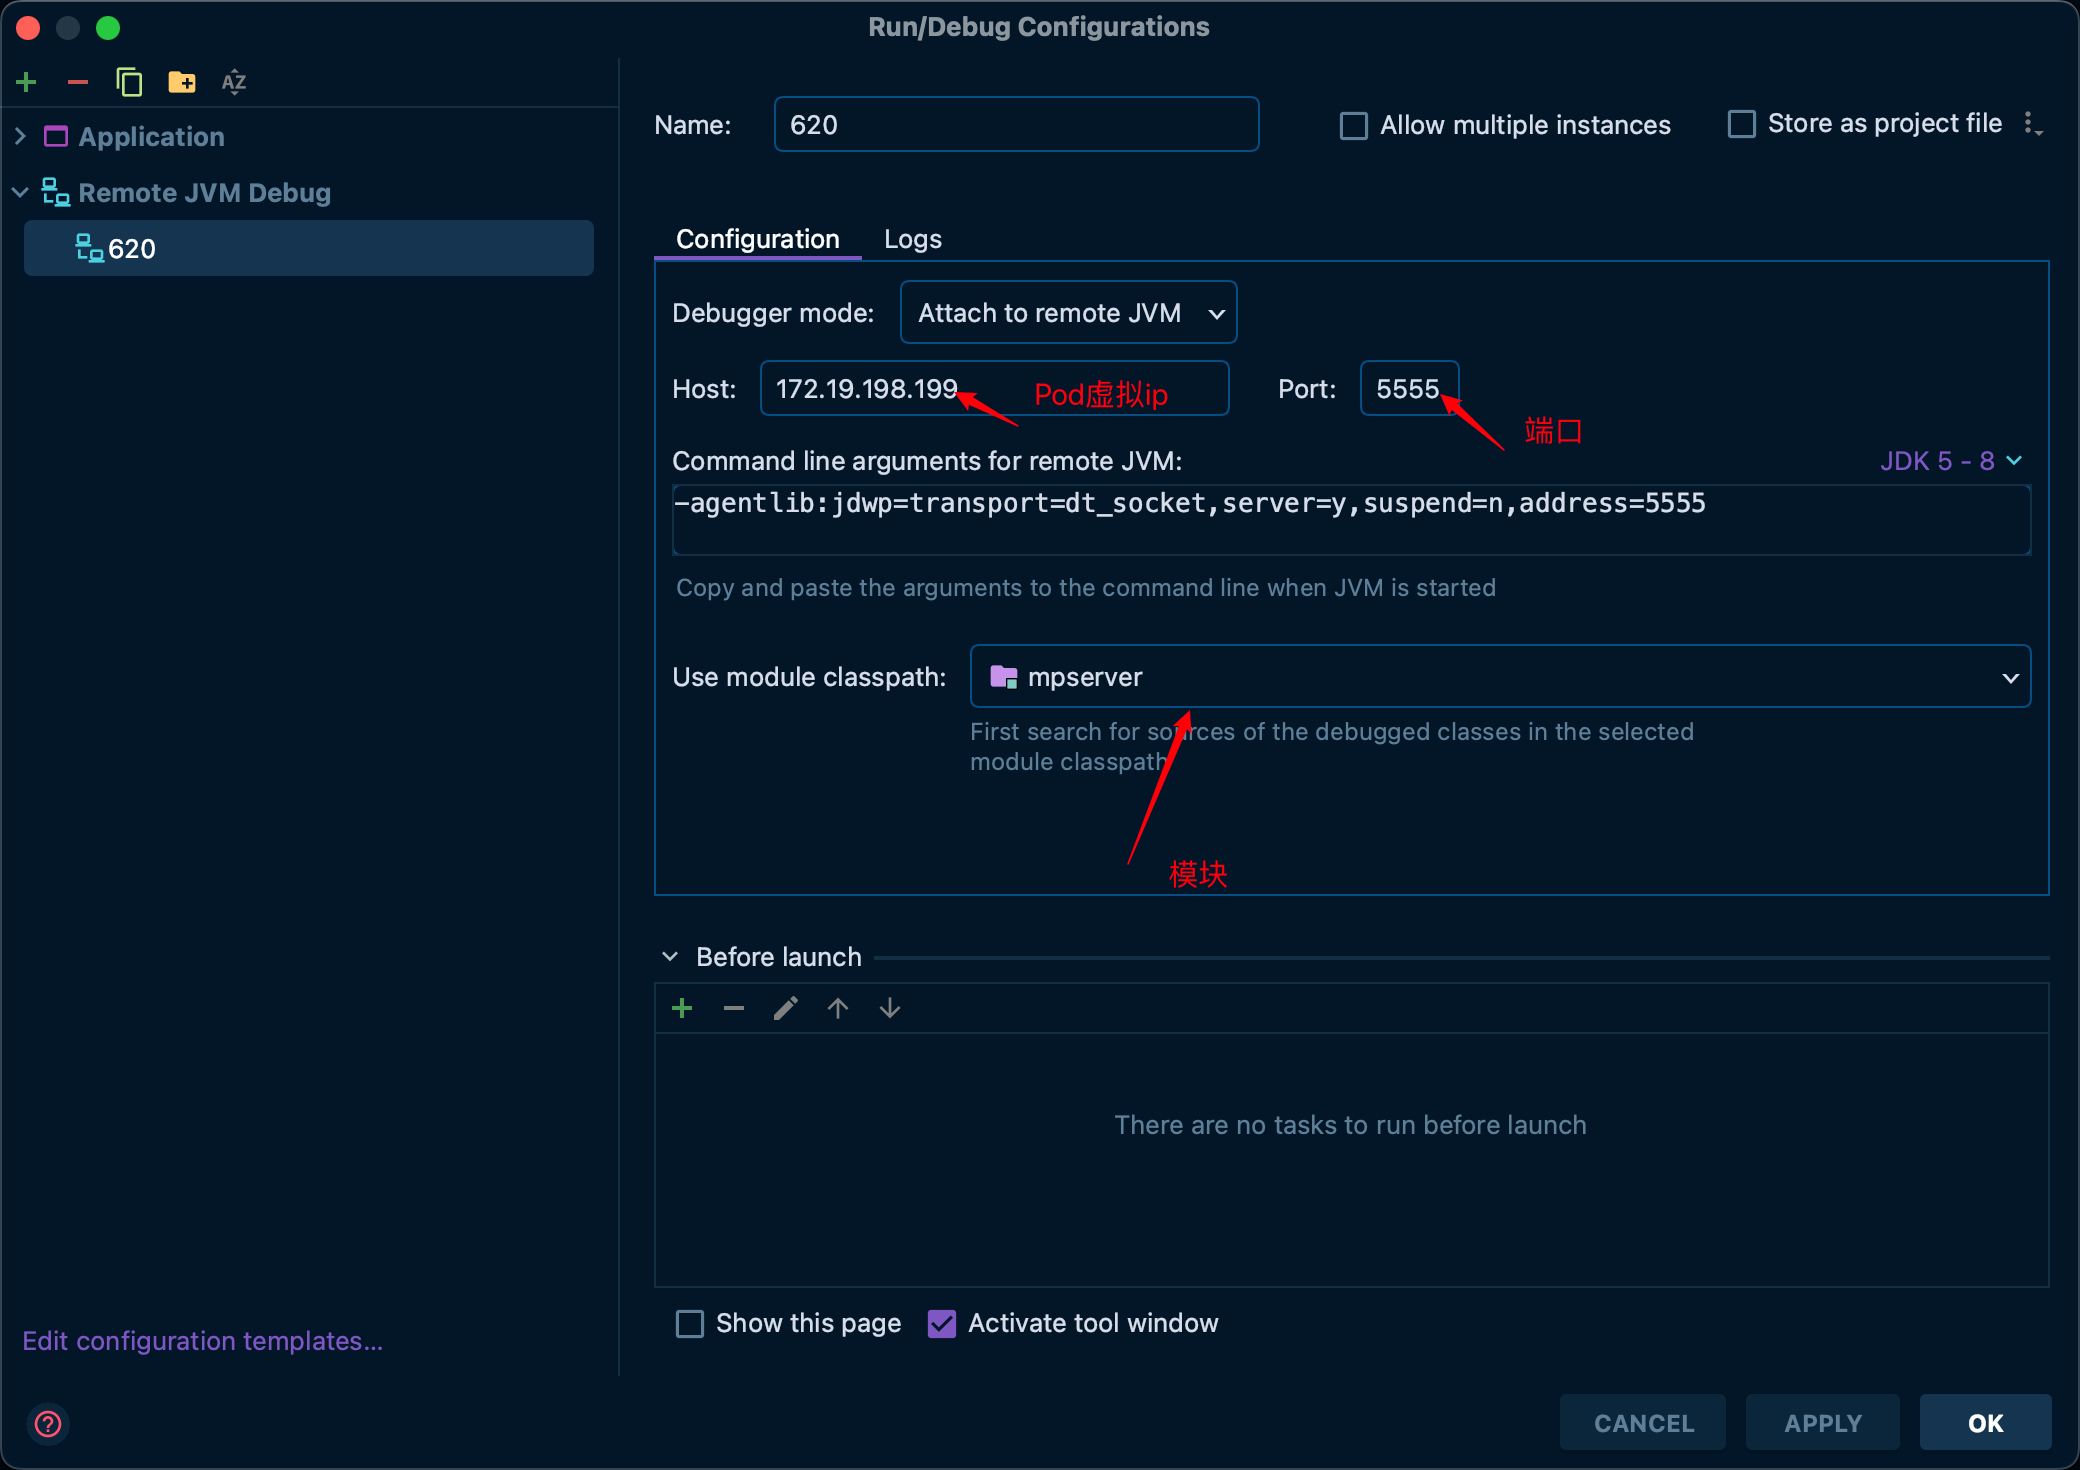 Run/Debug Configurations
AZ
Application
Remote JVM Debug
620
Edit configuration templates...
Name:
620
Allow multiple instances
Store as project file
Configuration
Logs
Debugger mode:
Attach to remote JVM
Host:
172.19.198.199
Pod虚拟ip
Port:
5555
端口
Command line arguments for remote JVM:
JDK 5 - 8
-agentlib:jdwp=transport=dt_socket,server=y,suspend=n,address=5555
Copy and paste the arguments to the command line when JVM is started
Use module classpath:
mpserver
First search for sources of the debugged classes in the selected
module classpath
模块
Before launch
There are no tasks to run before launch
Show this page
Activate tool window
?
CANCEL
APPLY
OK